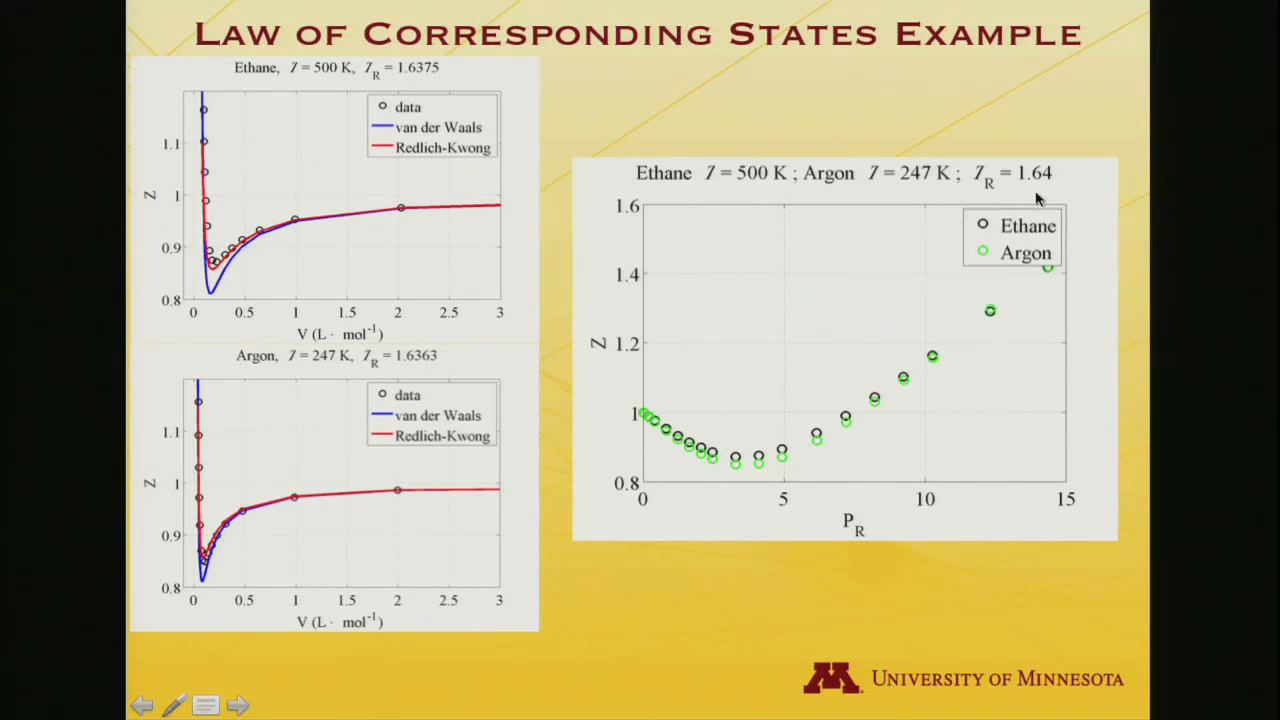 LAW OF CORRESPONDING STATES EXAMPLE
Ethane, T = 500 K, T_R = 1.6375
data
van der Waals
Redlich-Kwong
1.1
1
0.9
0.8
Z
0 0.5 1 1.5 2 2.5 3
V (L · mol⁻¹)
Argon, T = 247 K, T_R = 1.6363
data
van der Waals
Redlich-Kwong
1.1
1
0.9
0.8
Z
0 0.5 1 1.5 2 2.5 3
V (L · mol⁻¹)
Ethane T = 500 K ; Argon T = 247 K ; T_R = 1.64
Ethane
Argon
1.6
1.4
1.2
1
0.8
Z
0 5 10 15
P_R
M
UNIVERSITY OF MINNESOTA